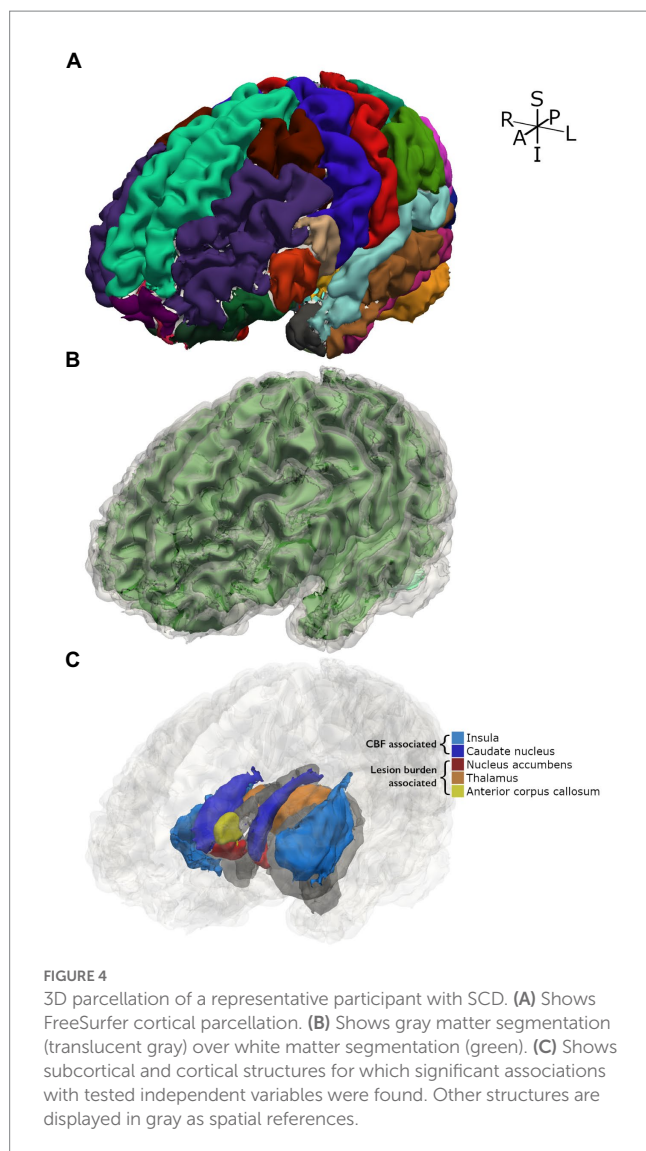 A
S
R P
A L
I
B
C
CBF associated
Insula
Caudate nucleus
Lesion burden
associated
Nucleus accumbens
Thalamus
Anterior corpus callosum
FIGURE 4
3D parcellation of a representative participant with SCD. (A) Shows
FreeSurfer cortical parcellation. (B) Shows gray matter segmentation
(translucent gray) over white matter segmentation (green). (C) Shows
subcortical and cortical structures for which significant associations
with tested independent variables were found. Other structures are
displayed in gray as spatial references.